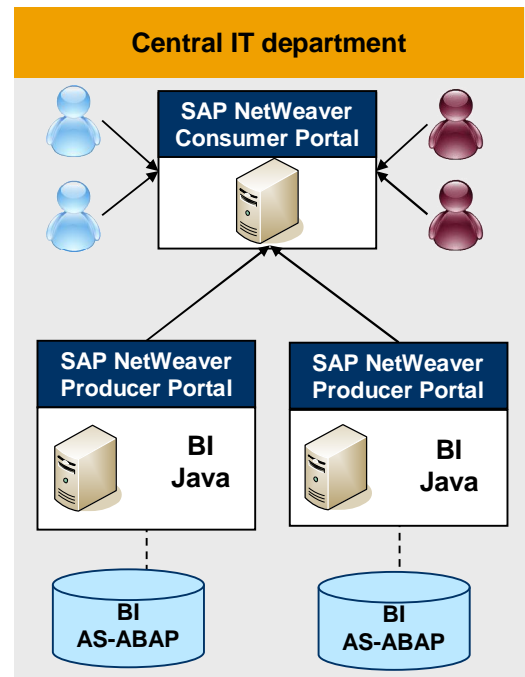 Central IT department
SAP NetWeaver
Consumer Portal
SAP NetWeaver
Producer Portal
BI
Java
BI
AS-ABAP
SAP NetWeaver
Producer Portal
BI
Java
BI
AS-ABAP